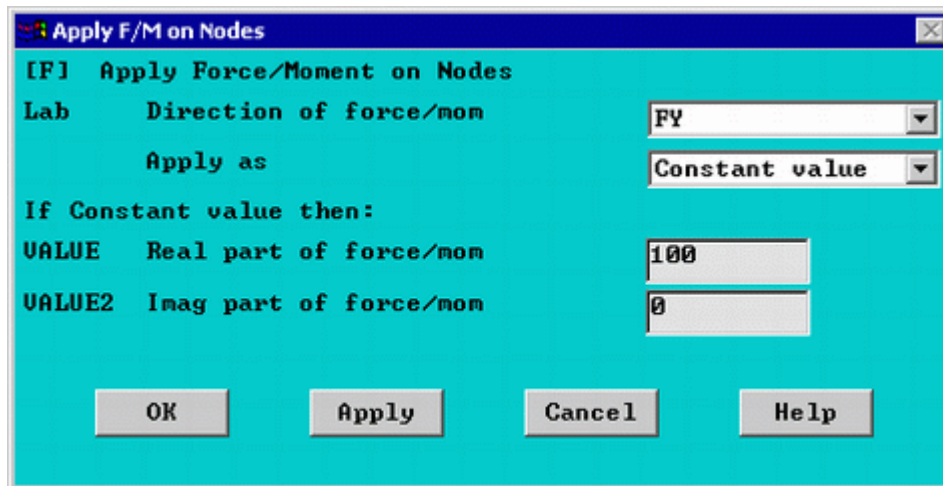 Apply F/M on Nodes
[F] Apply Force/Moment on Nodes
Lab Direction of force/mom FY
Apply as Constant value
If Constant value then:
VALUE Real part of force/mom 100
VALUE2 Imag part of force/mom 0
OK Apply Cancel Help